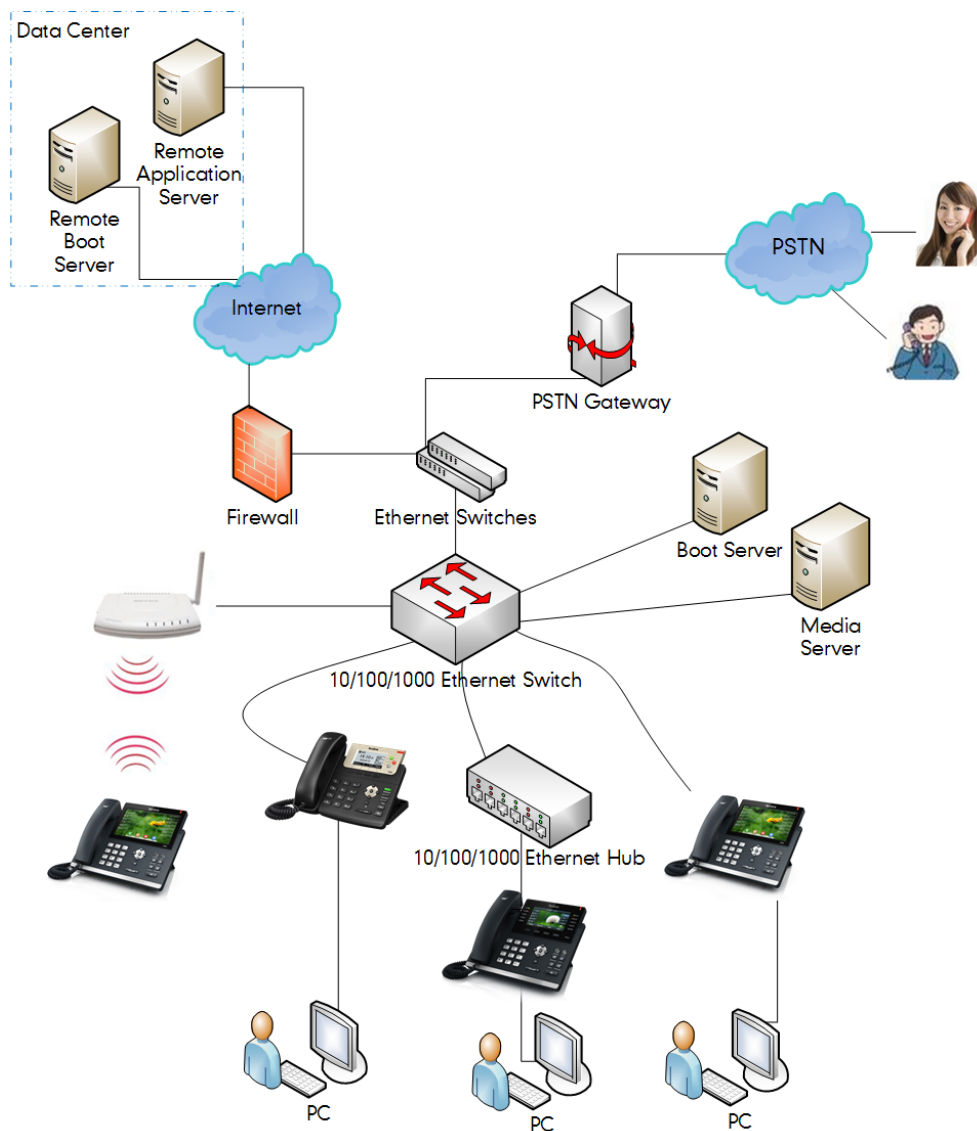 Data Center
Remote
Application
Server
Remote
Boot
Server
PSTN
Internet
PSTN Gateway
Firewall
Ethernet Switches
Boot Server
Media
Server
10/100/1000 Ethernet Switch
10/100/1000 Ethernet Hub
PC
PC
PC